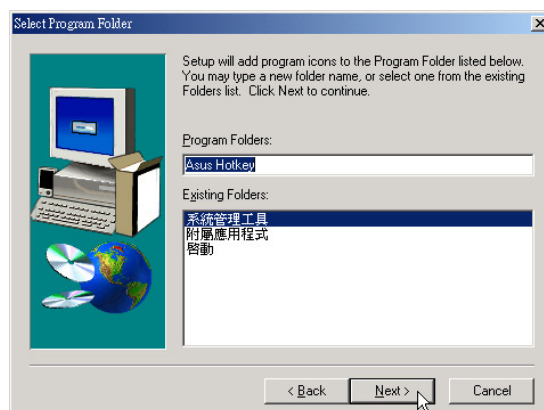 Select Program Folder
Setup will add program icons to the Program Folder listed below.
You may type a new folder name, or select one from the existing
Folders list. Click Next to continue.
Program Folders:
Asus Hotkey
Existing Folders:
系統管理工具
附屬應用程式
啟動
< Back
Next >
Cancel